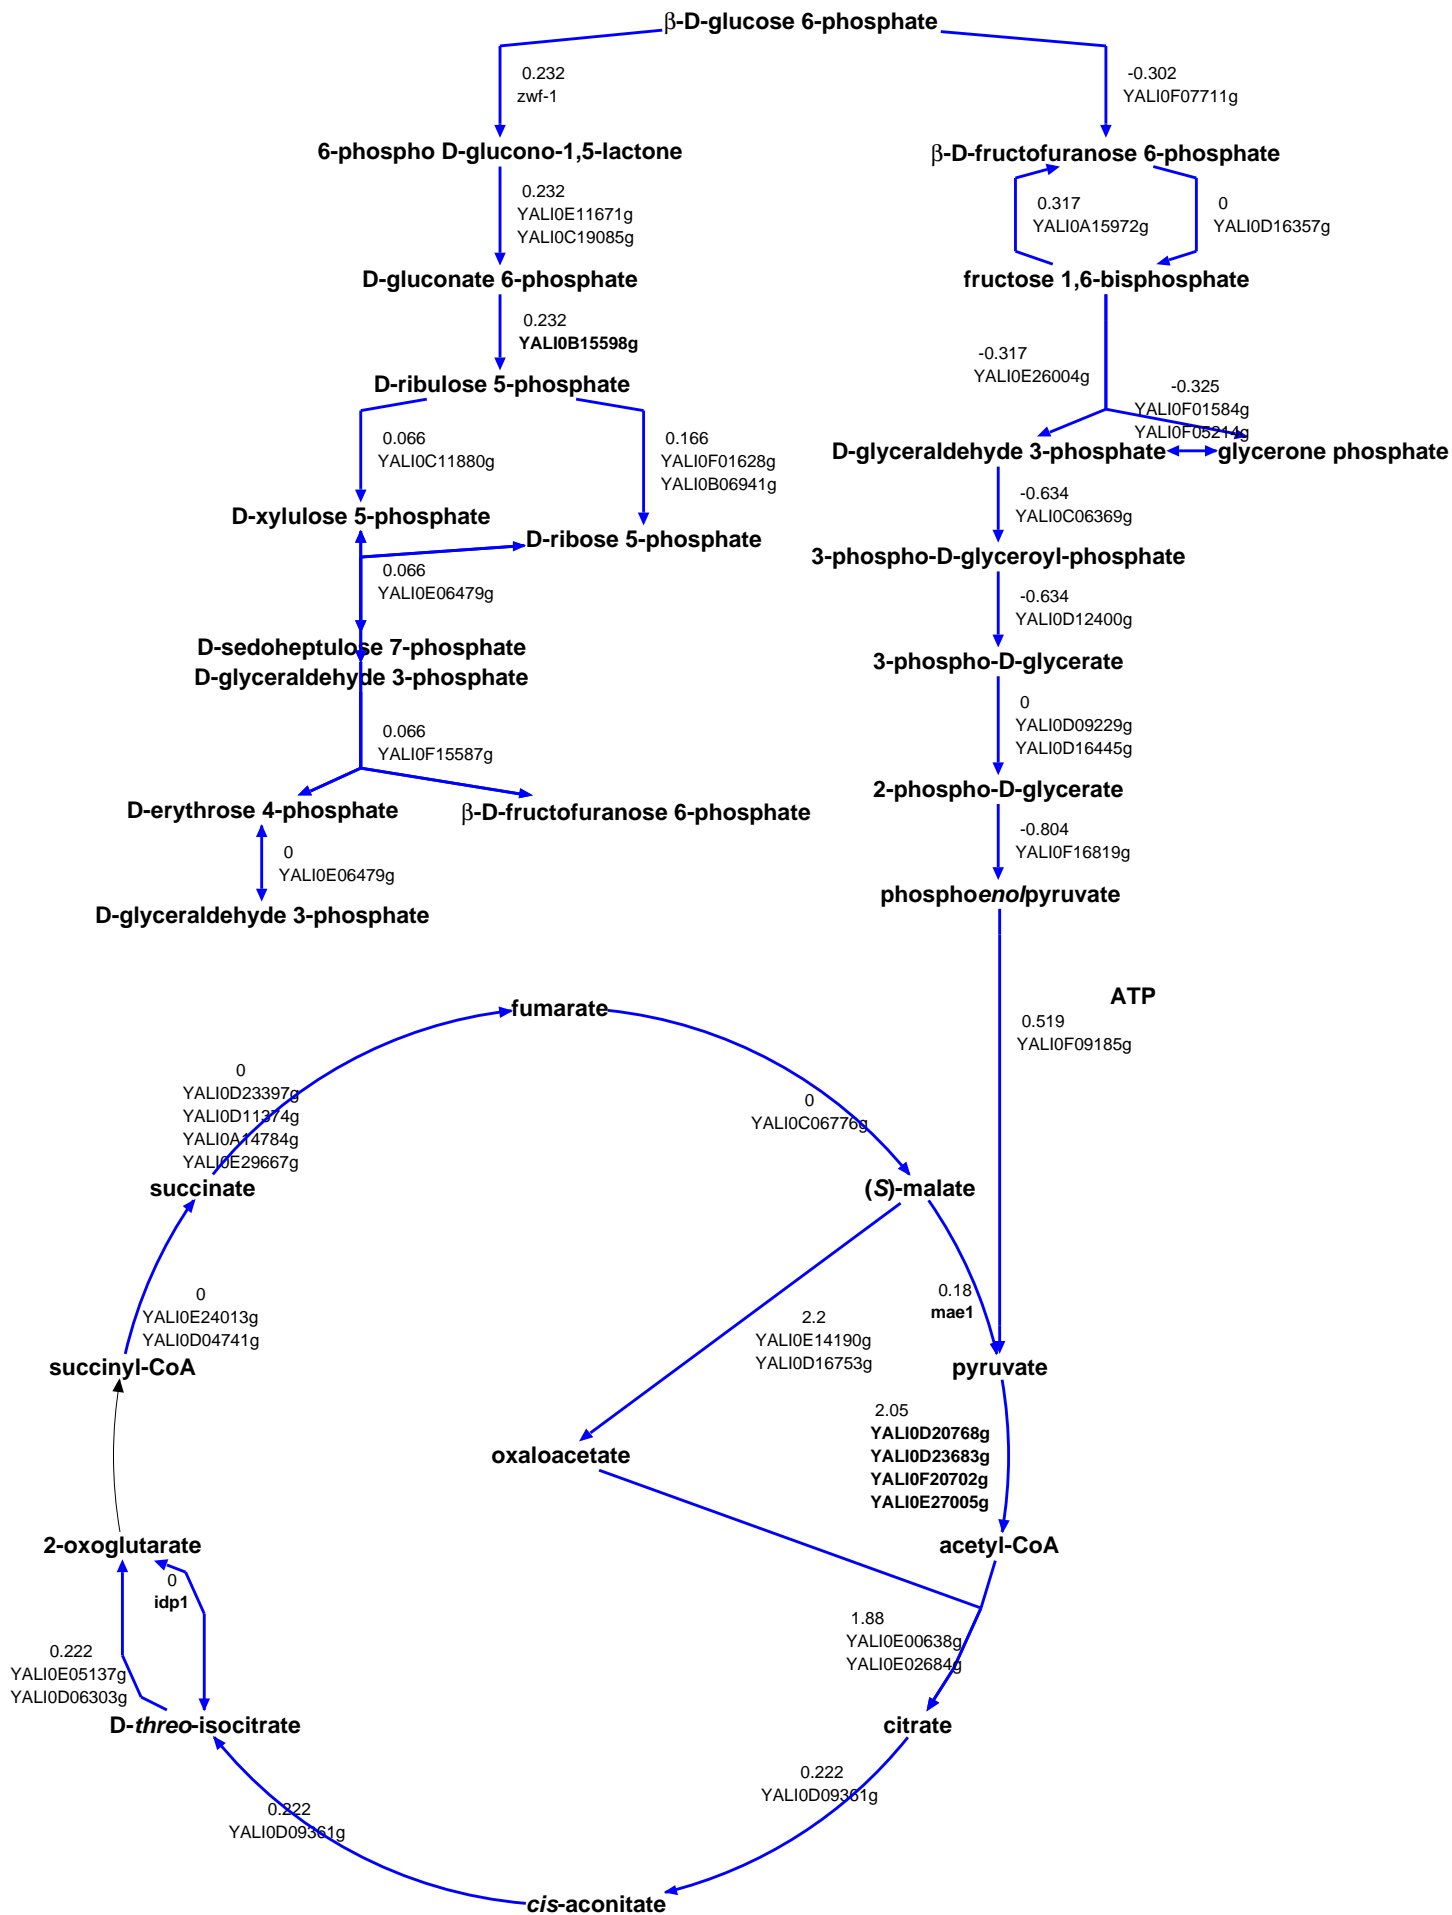 β-D-glucose 6-phosphate
0.232
zwf-1
-0.302
YALI0F07711g
6-phospho D-glucono-1,5-lactone
β-D-fructofuranose 6-phosphate
0.232
YALI0E11671g
YALI0C19085g
0.317
YALI0A15972g
0
YALI0D16357g
D-gluconate 6-phosphate
fructose 1,6-bisphosphate
0.232
YALI0B15598g
-0.317
YALI0E26004g
-0.325
YALI0F01584g
YALI0F05214g
D-ribulose 5-phosphate
0.066
YALI0C11880g
0.166
YALI0F01628g
YALI0B06941g
D-glyceraldehyde 3-phosphate
glycerone phosphate
-0.634
YALI0C06369g
D-xylulose 5-phosphate
D-ribose 5-phosphate
3-phospho-D-glyceroyl-phosphate
0.066
YALI0E06479g
-0.634
YALI0D12400g
D-sedoheptulose 7-phosphate
D-glyceraldehyde 3-phosphate
3-phospho-D-glycerate
0
YALI0D09229g
YALI0D16445g
0.066
YALI0F15587g
2-phospho-D-glycerate
D-erythrose 4-phosphate
β-D-fructofuranose 6-phosphate
-0.804
YALI0F16819g
0
YALI0E06479g
phosphoenolpyruvate
D-glyceraldehyde 3-phosphate
ATP
fumarate
0.519
YALI0F09185g
0
YALI0D23397g
YALI0D11374g
YALI0A14784g
YALI0E29667g
0
YALI0C06776g
succinate
(S)-malate
0
YALI0E24013g
YALI0D04741g
0.18
mae1
2.2
YALI0E14190g
YALI0D16753g
succinyl-CoA
pyruvate
2.05
YALI0D20768g
YALI0D23683g
YALI0F20702g
YALI0E27005g
oxaloacetate
2-oxoglutarate
acetyl-CoA
0
idp1
1.88
YALI0E00638g
YALI0E02684g
0.222
YALI0E05137g
YALI0D06303g
D-threo-isocitrate
citrate
0.222
YALI0D09361g
0.222
YALI0D09361g
cis-aconitate